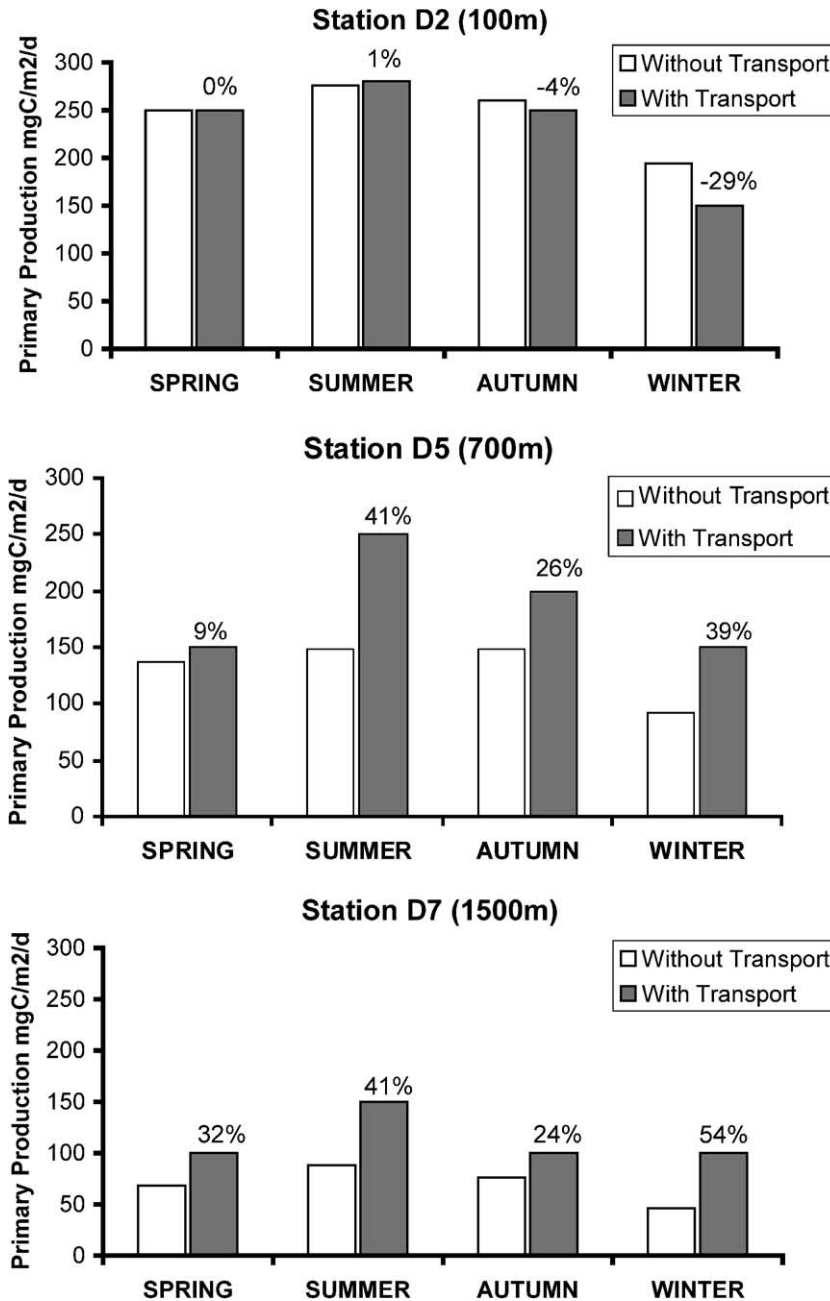 Station D2 (100m)
Primary Production mgC/m2/d
300
250
200
150
100
50
0
0%
1%
-4%
-29%
Without Transport
With Transport
SPRING SUMMER AUTUMN WINTER
Station D5 (700m)
Primary Production mgC/m2/d
300
250
200
150
100
50
0
9%
41%
26%
39%
Without Transport
With Transport
SPRING SUMMER AUTUMN WINTER
Station D7 (1500m)
Primary Production mgC/m2/d
300
250
200
150
100
50
0
32%
41%
24%
54%
Without Transport
With Transport
SPRING SUMMER AUTUMN WINTER